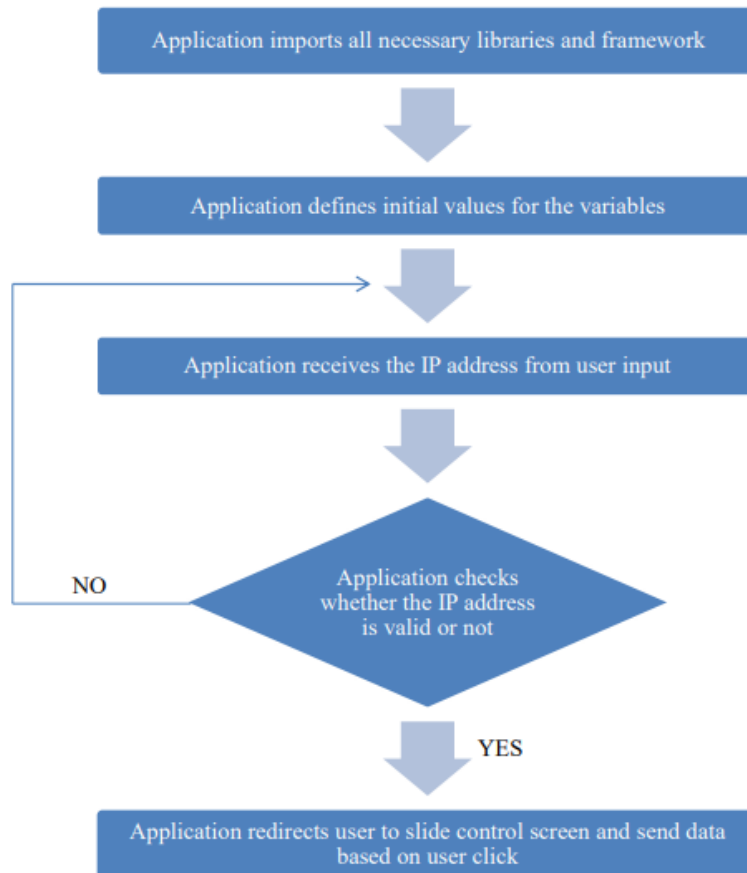 Application imports all necessary libraries and framework
Application defines initial values for the variables
Application receives the IP address from user input
Application checks
whether the IP address
is valid or not
NO
YES
Application redirects user to slide control screen and send data
based on user click